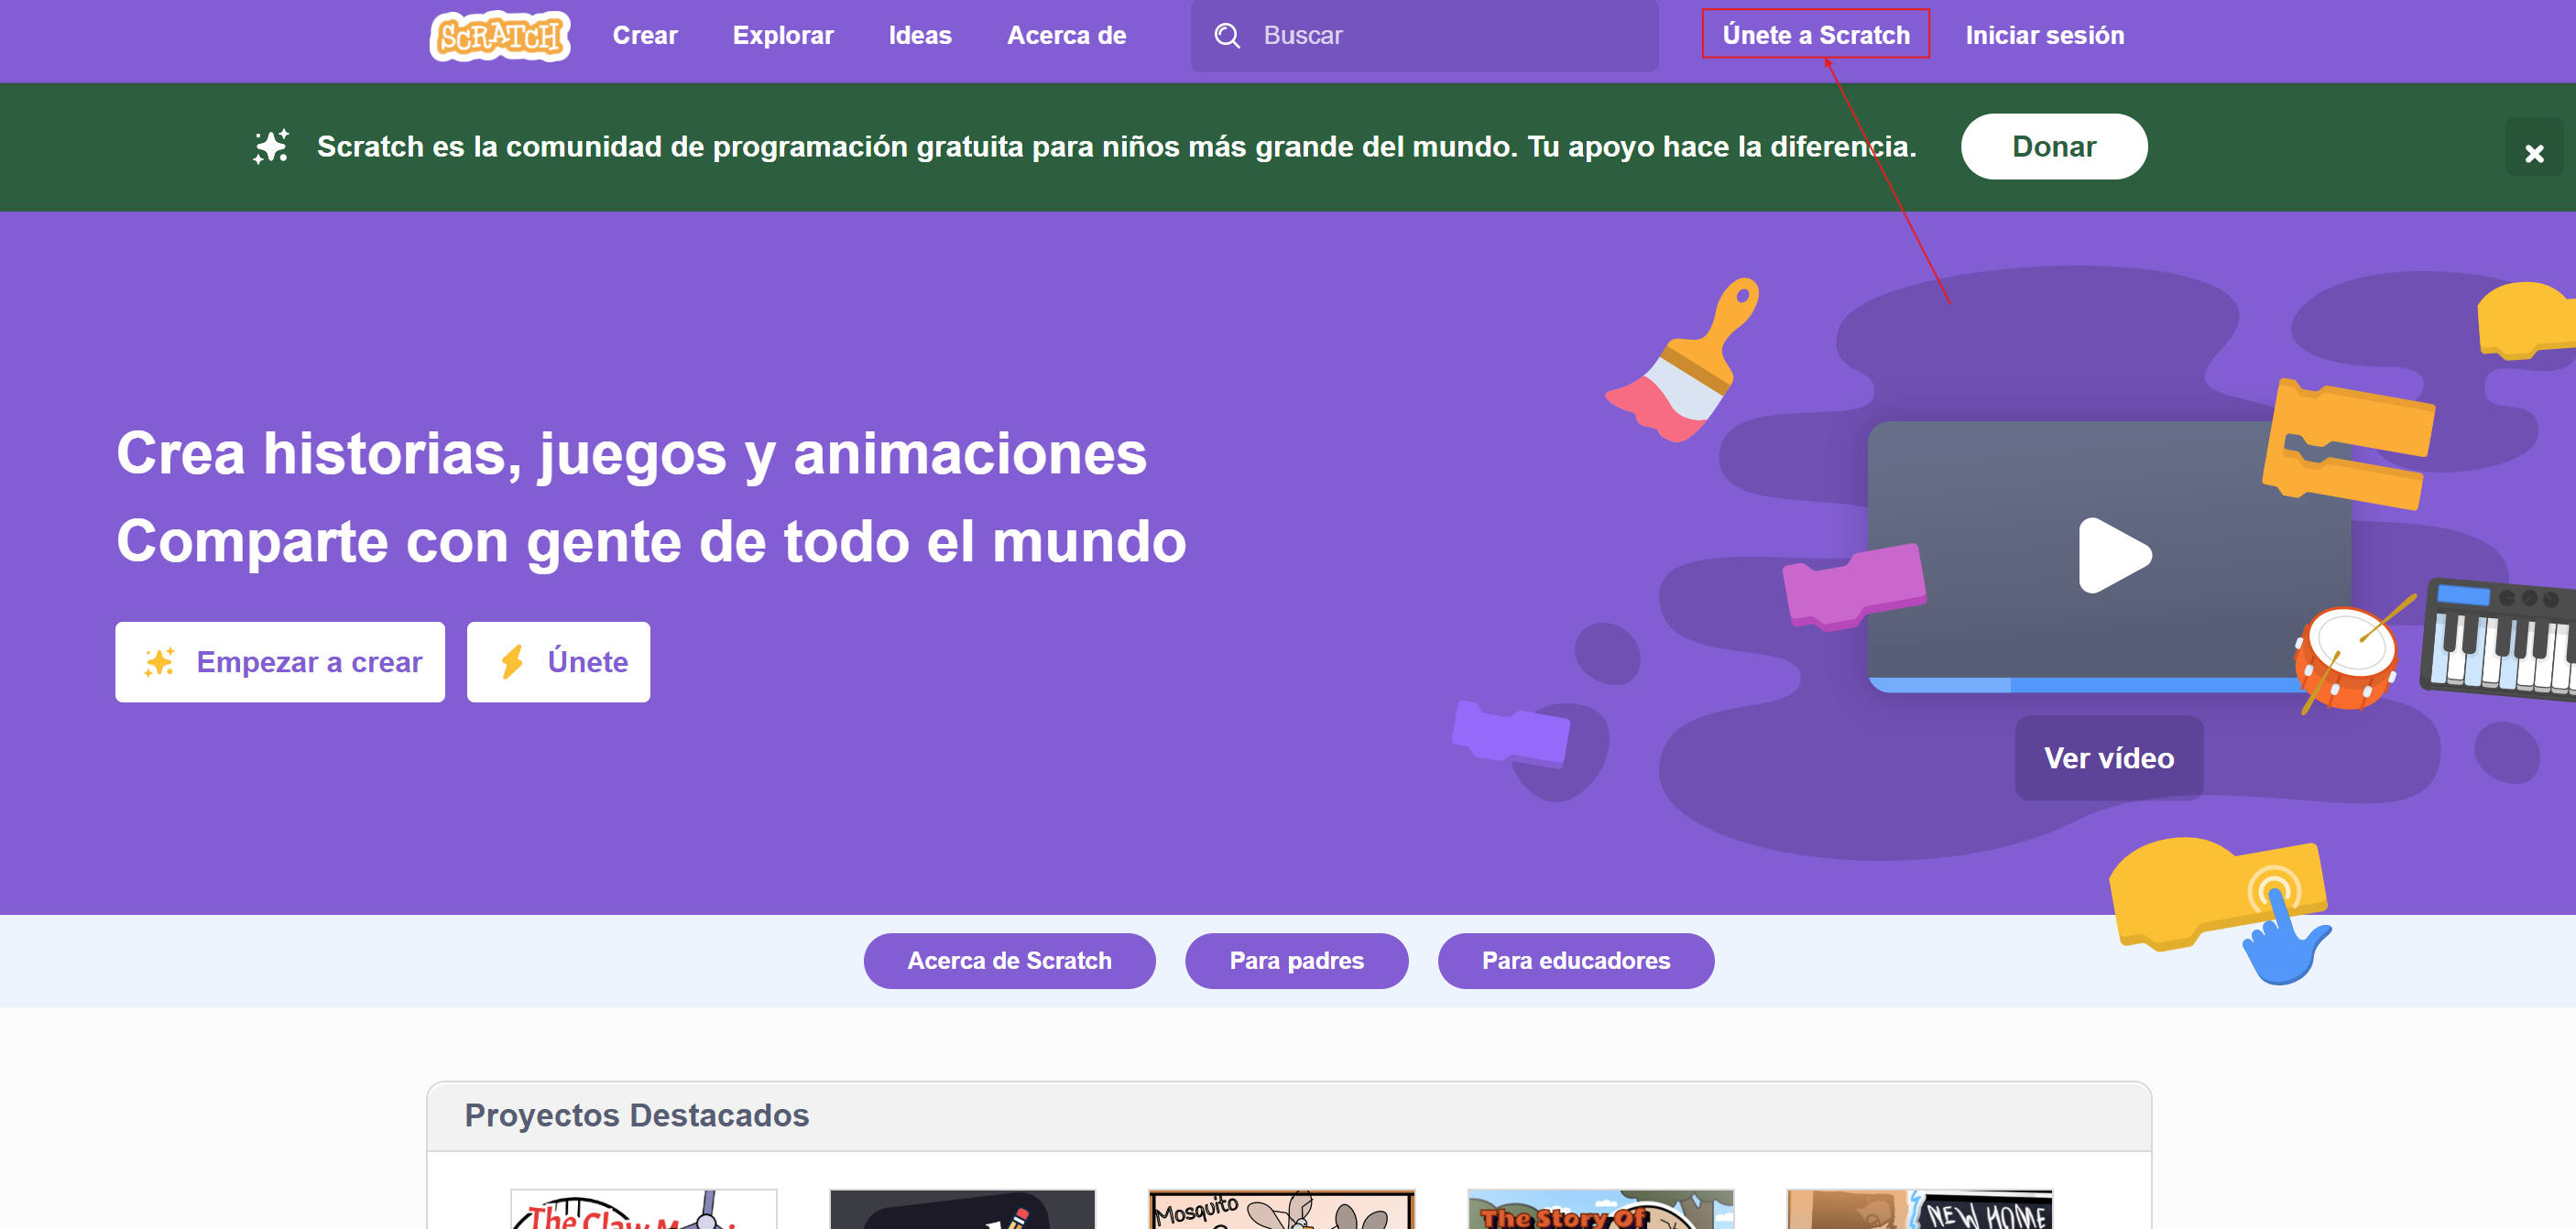 SCRATCH
Crear
Explorar
Ideas
Acerca de
Buscar
Únete a Scratch
Iniciar sesión
Scratch es la comunidad de programación gratuita para niños más grande del mundo. Tu apoyo hace la diferencia.
Donar
Crea historias, juegos y animaciones
Comparte con gente de todo el mundo
Empezar a crear
Únete
Ver vídeo
Acerca de Scratch
Para padres
Para educadores
Proyectos Destacados
The Claw
Mosquito
The Story Of
NEW HOME